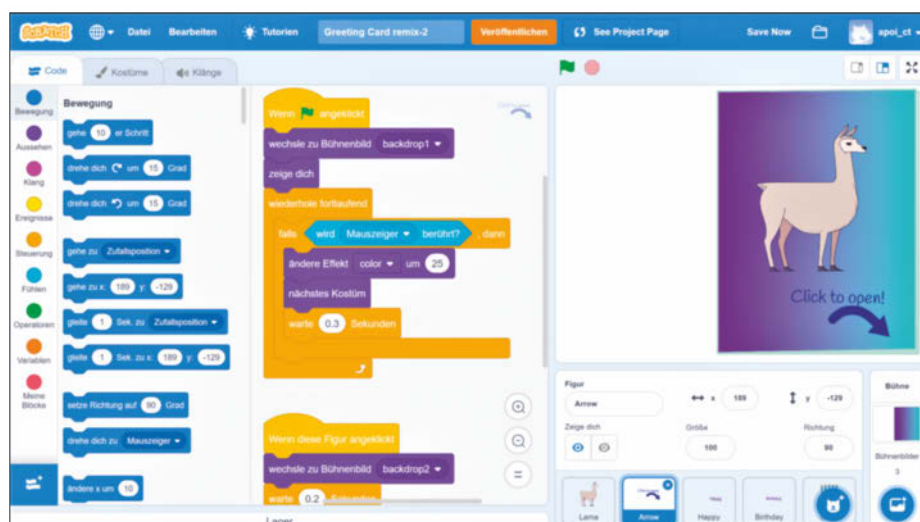 SCRATCH Datei Bearbeiten Tutorien Greeting Card remix-2 Veröffentlichen See Project Page Save Now apoi_ct
Code Kostüme Klänge
Bewegung
Aussehen
Klang
Ereignisse
Steuerung
Fühlen
Operatoren
Variablen
Meine
Blöcke
Bewegung
gehe 10 er Schritt
drehe dich um 15 Grad
drehe dich um 15 Grad
gehe zu Zufallsposition
gehe zu x: 189 y: -129
gleite 1 Sek. zu Zufallsposition
gleite 1 Sek. zu x: 189 y: -129
setze Richtung auf 90 Grad
drehe dich zu Mauszeiger
ändere x um 10
Wenn angeklickt
wechsle zu Bühnenbild backdrop1
zeige dich
wiederhole fortlaufend
falls wird Mauszeiger berührt? , dann
ändere Effekt color um 25
nächstes Kostüm
warte 0.3 Sekunden
Wenn diese Figur angeklickt
wechsle zu Bühnenbild backdrop2
warte 0.2 Sekunden
Click to open!
Figur
Arrow x 189 y -129
Zeige dich Größe Richtung
100 90
Lama Arrow Happy Birthday
Bühne
Bühnenbilder
3